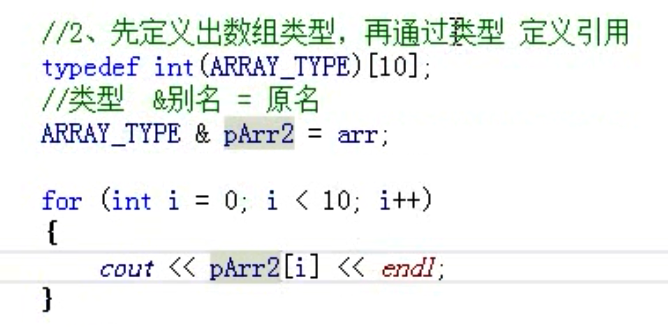 //2、先定义出数组类型，再通过类型 定义引用
typedef int(ARRAY_TYPE)[10];
//类型  &别名 = 原名
ARRAY_TYPE & pArr2 = arr;
for (int i = 0; i < 10; i++)
{
cout << pArr2[i] << endl;
}